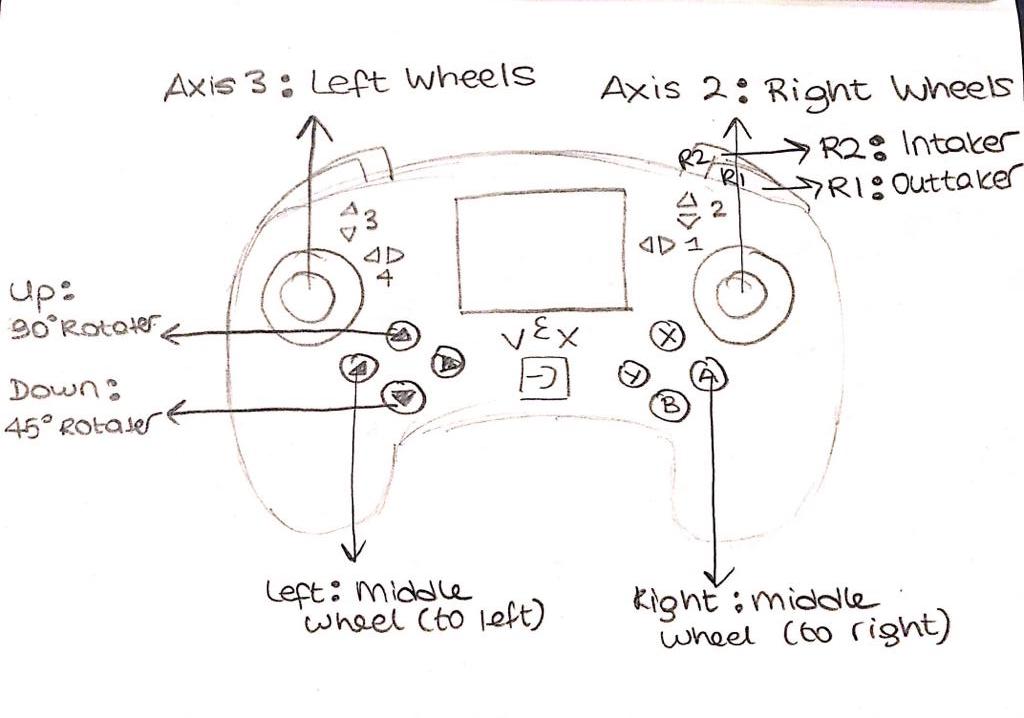 Axis 3: Left Wheels
Axis 2: Right Wheels
R2
R2: Intaker
R1
R1: Outtaker
3
2
4
1
Up:
90° Rotater
VEX
X
Y
A
B
Down:
45° Rotater
Left: Middle
wheel (to left)
Right: middle
wheel (to right)